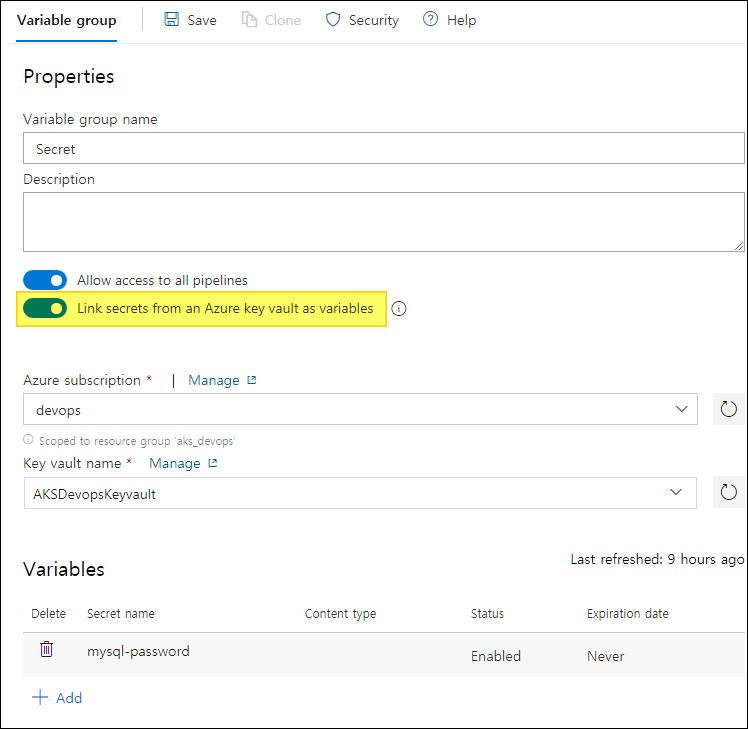 Variable group Save Clone Security Help
Properties
Variable group name
Secret
Description
Allow access to all pipelines
Link secrets from an Azure key vault as variables
Azure subscription * | Manage
devops
Scoped to resource group 'aks_devops'
Key vault name * Manage
AKSDevopsKeyvault
Last refreshed: 9 hours ago
Variables
Delete Secret name Content type Status Expiration date
mysql-password Enabled Never
Add